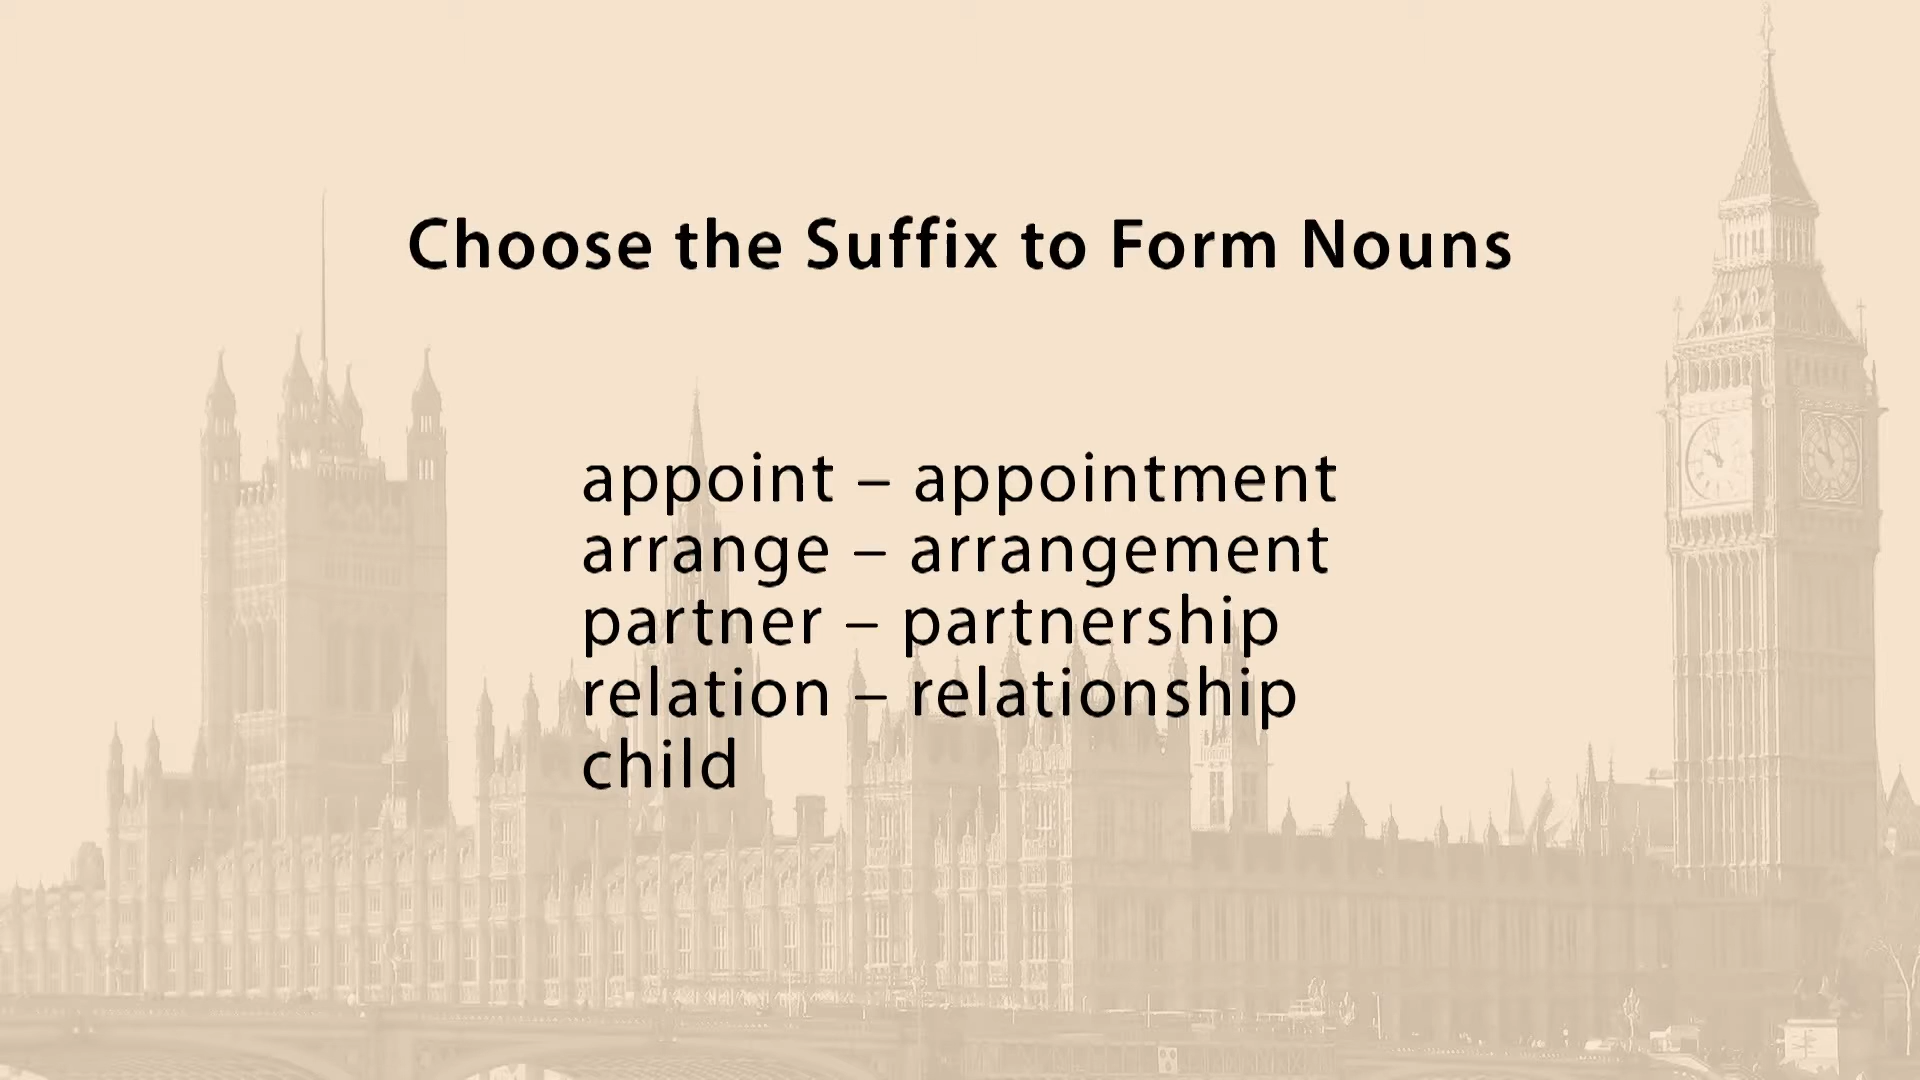 Choose the Suffix to Form Nouns
appoint – appointment
arrange – arrangement
partner – partnership
relation – relationship
child